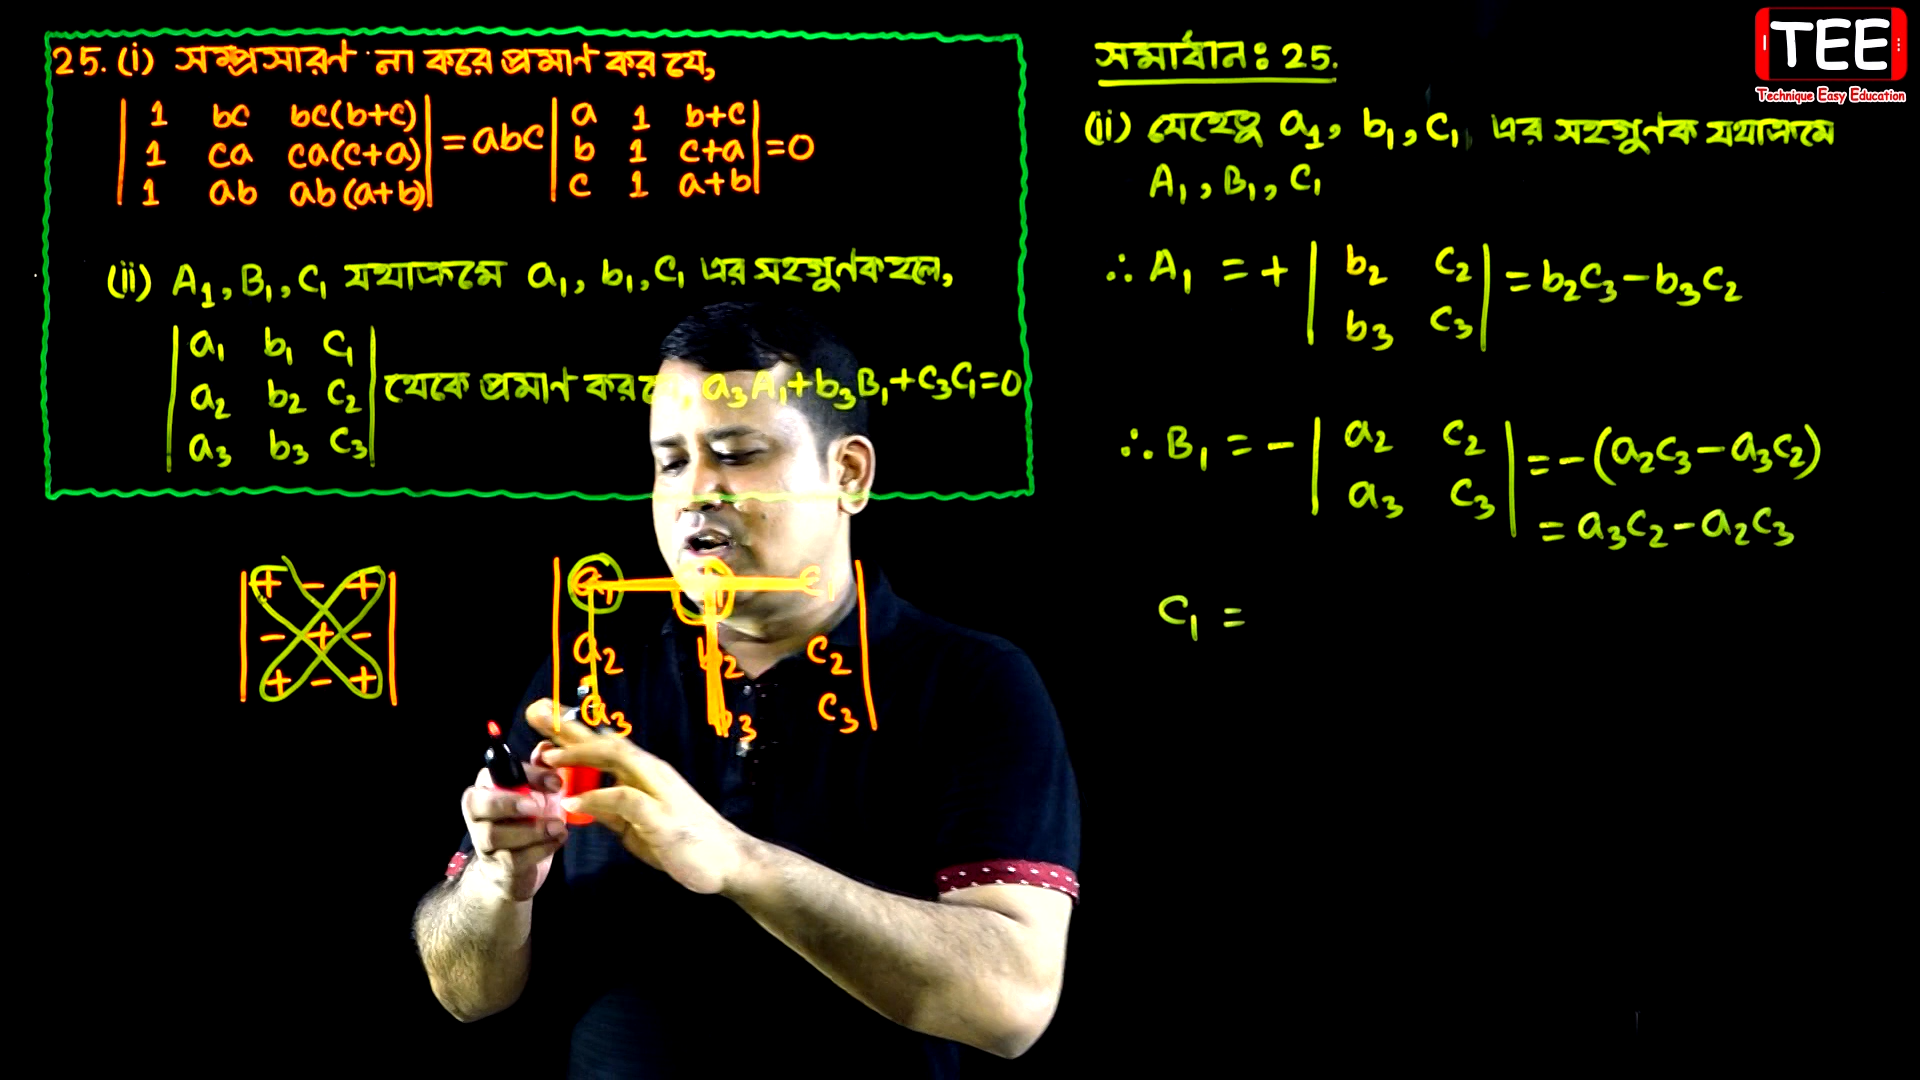 25. (i) সম্প্রসারণ না করে প্রমাণ কর যে,
| 1 bc bc(b+c) |
| 1 ca ca(c+a) | = abc | a 1 b+c | = 0
| 1 ab ab(a+b) |
| b 1 c+a |
| c 1 a+b |
(ii) A₁, B₁, C₁ যথাক্রমে a₁, b₁, c₁ এর সহগুণক হলে,
| a₁ b₁ c₁ |
| a₂ b₂ c₂ | থেকে প্রমাণ কর a₃A₁+b₃B₁+c₃C₁=0
| a₃ b₃ c₃ |
| + - + |
| - + - |
| + - + |
| a₁ c₁ |
| a₂ b₂ c₂ |
| a₃ b₃ c₃ |
সমাধান: 25.
(ii) যেহেতু a₁, b₁, c₁ এর সহগুণক যথাক্রমে
A₁, B₁, C₁
∴ A₁ = + | b₂ c₂ | = b₂c₃ - b₃c₂
| b₃ c₃ |
∴ B₁ = - | a₂ c₂ | = -(a₂c₃ - a₃c₂)
| a₃ c₃ |
= a₃c₂ - a₂c₃
C₁ =
TEE
Technique Easy Education